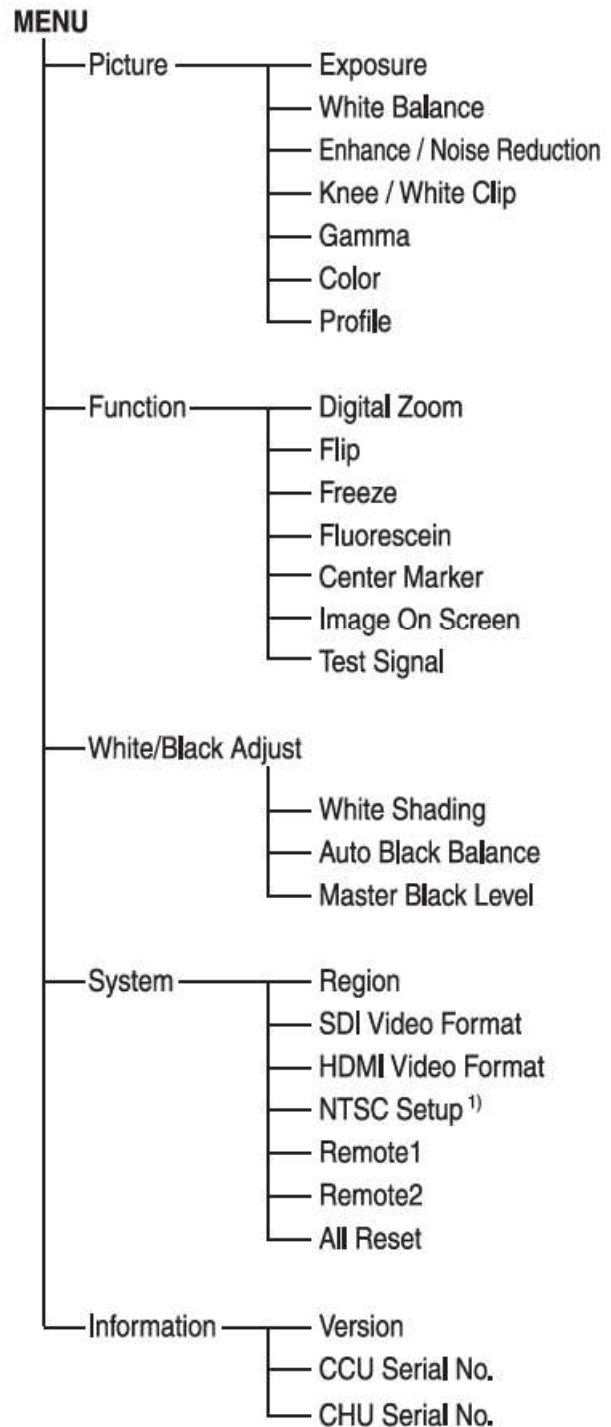 MENU
Picture
Exposure
White Balance
Enhance / Noise Reduction
Knee / White Clip
Gamma
Color
Profile
Function
Digital Zoom
Flip
Freeze
Fluorescein
Center Marker
Image On Screen
Test Signal
White/Black Adjust
White Shading
Auto Black Balance
Master Black Level
System
Region
SDI Video Format
HDMI Video Format
NTSC Setup 1)
Remote1
Remote2
All Reset
Information
Version
CCU Serial No.
CHU Serial No.